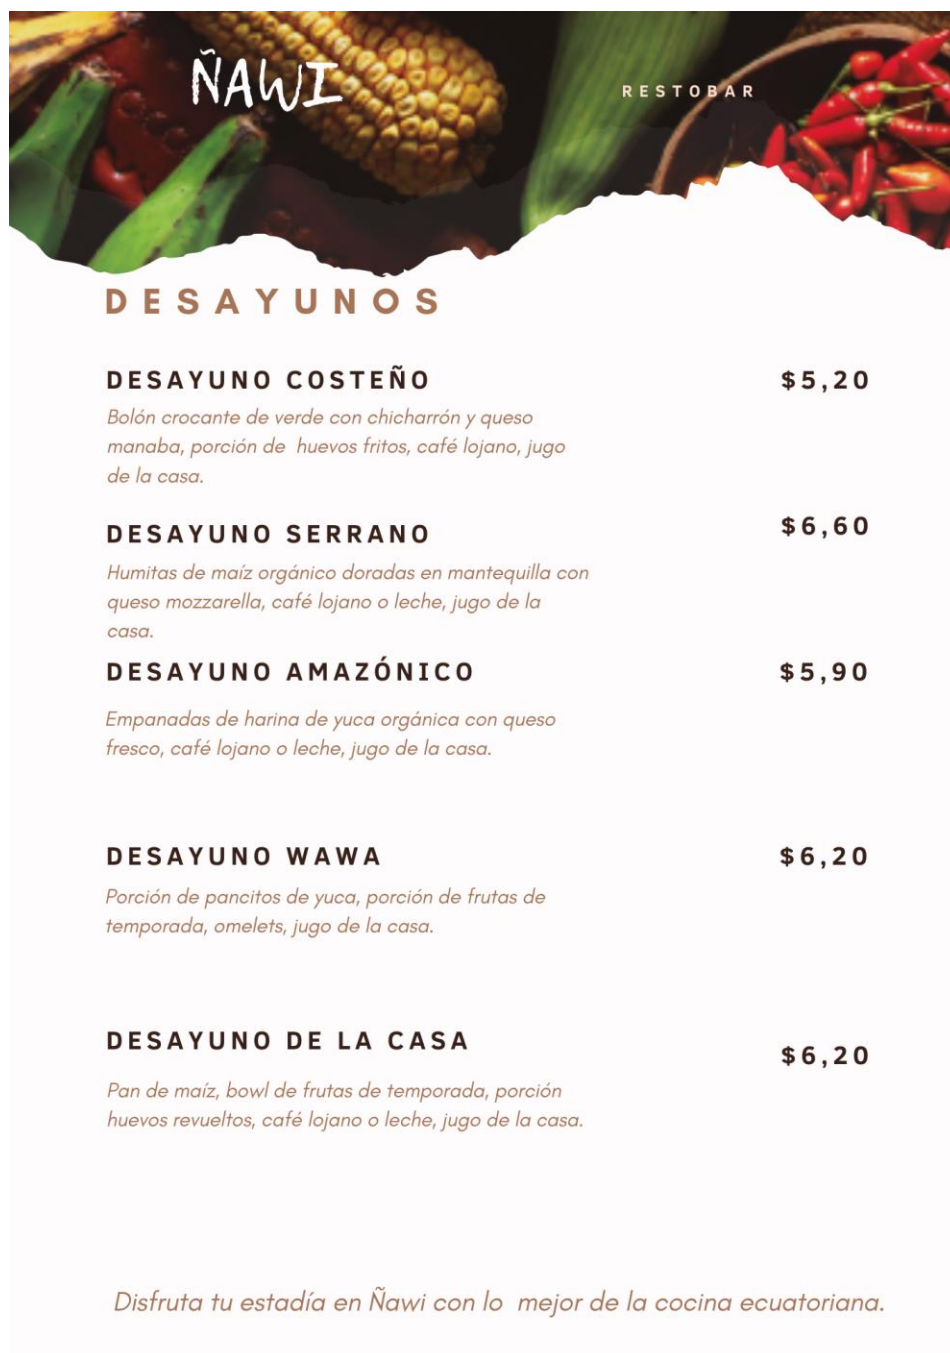 ÑAWI
RESTOBAR
DESAYUNOS
DESAYUNO COSTEÑO
$5,20
Bolón crocante de verde con chicharrón y queso
manaba, porción de  huevos fritos, café lojano, jugo
de la casa.
DESAYUNO SERRANO
$6,60
Humitas de maíz orgánico doradas en mantequilla con
queso mozzarella, café lojano o leche, jugo de la
casa.
DESAYUNO AMAZÓNICO
$5,90
Empanadas de harina de yuca orgánica con queso
fresco, café lojano o leche, jugo de la casa.
DESAYUNO WAWA
$6,20
Porción de pancitos de yuca, porción de frutas de
temporada, omelets, jugo de la casa.
DESAYUNO DE LA CASA
$6,20
Pan de maíz, bowl de frutas de temporada, porción
huevos revueltos, café lojano o leche, jugo de la casa.
Disfruta tu estadía en Ñawi con lo  mejor de la cocina ecuatoriana.